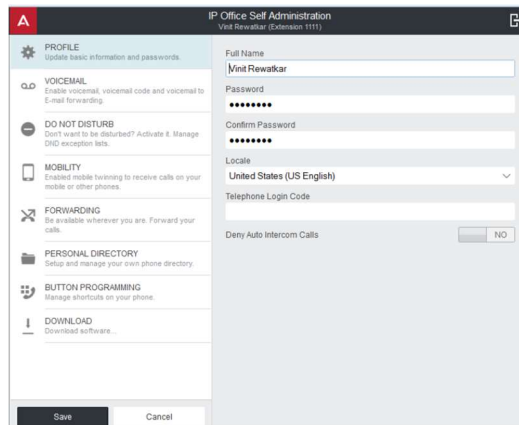 IP Office Self Administration
Vinit Rewatkar (Extension 1111)
PROFILE
Update basic information and passwords.
VOICEMAIL
Enable voicemail, voicemail code and voicemail to
E-mail forwarding.
DO NOT DISTURB
Don't want to be disturbed? Activate it. Manage
DND exception lists.
MOBILITY
Enabled mobile twinning to receive calls on your
mobile or other phones.
FORWARDING
Be available wherever you are. Forward your
calls.
PERSONAL DIRECTORY
Setup and manage your own phone directory.
BUTTON PROGRAMMING
Manage shortcuts on your phone.
DOWNLOAD
Download software...
Save
Cancel
Full Name
Vinit Rewatkar
Password
••••••••
Confirm Password
••••••••
Locale
United States (US English)
Telephone Login Code
Deny Auto Intercom Calls
NO